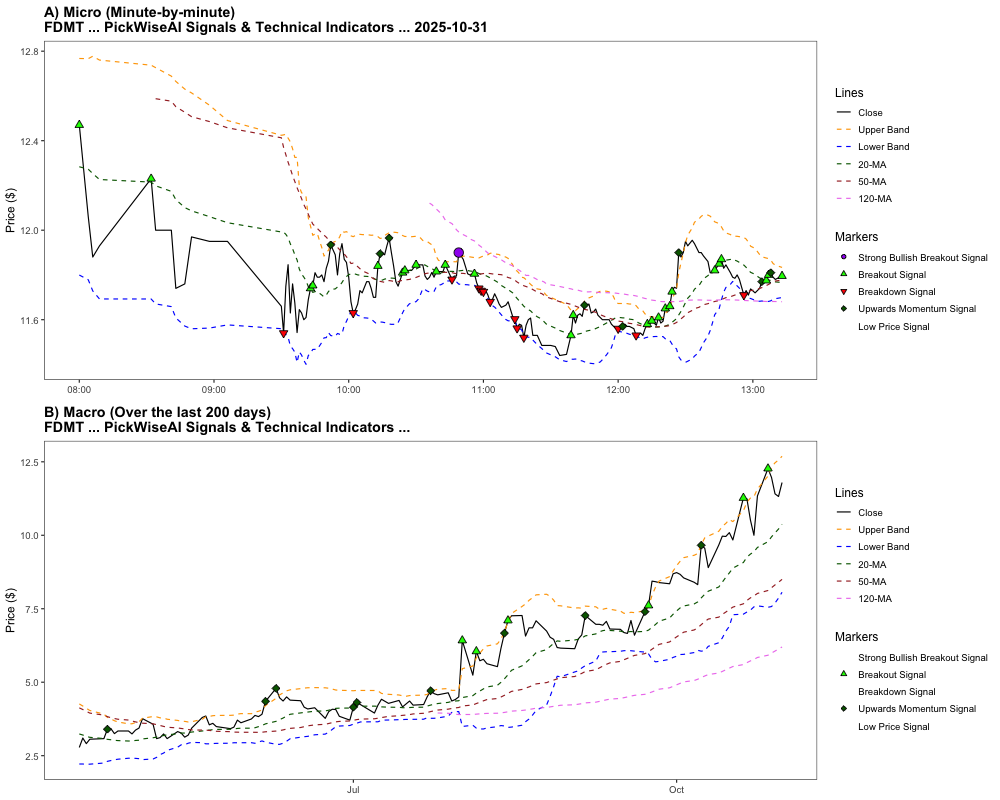 A) Micro (Minute-by-minute)
FDMT ... PickWiseAI Signals & Technical Indicators ... 2025-10-31
Price ($)
12.8
12.4
12.0
11.6
08:00
09:00
10:00
11:00
12:00
13:00
Lines
Close
Upper Band
Lower Band
20-MA
50-MA
120-MA
Markers
Strong Bullish Breakout Signal
Breakout Signal
Breakdown Signal
Upwards Momentum Signal
Low Price Signal
B) Macro (Over the last 200 days)
FDMT ... PickWiseAI Signals & Technical Indicators ...
Price ($)
12.5
10.0
7.5
5.0
2.5
Jul
Oct
Lines
Close
Upper Band
Lower Band
20-MA
50-MA
120-MA
Markers
Strong Bullish Breakout Signal
Breakout Signal
Breakdown Signal
Upwards Momentum Signal
Low Price Signal